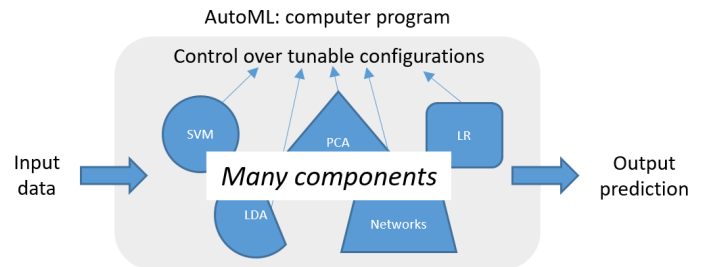 AutoML: computer program
Control over tunable configurations
SVM
PCA
LR
Input
data
Many components
Output
prediction
LDA
Networks